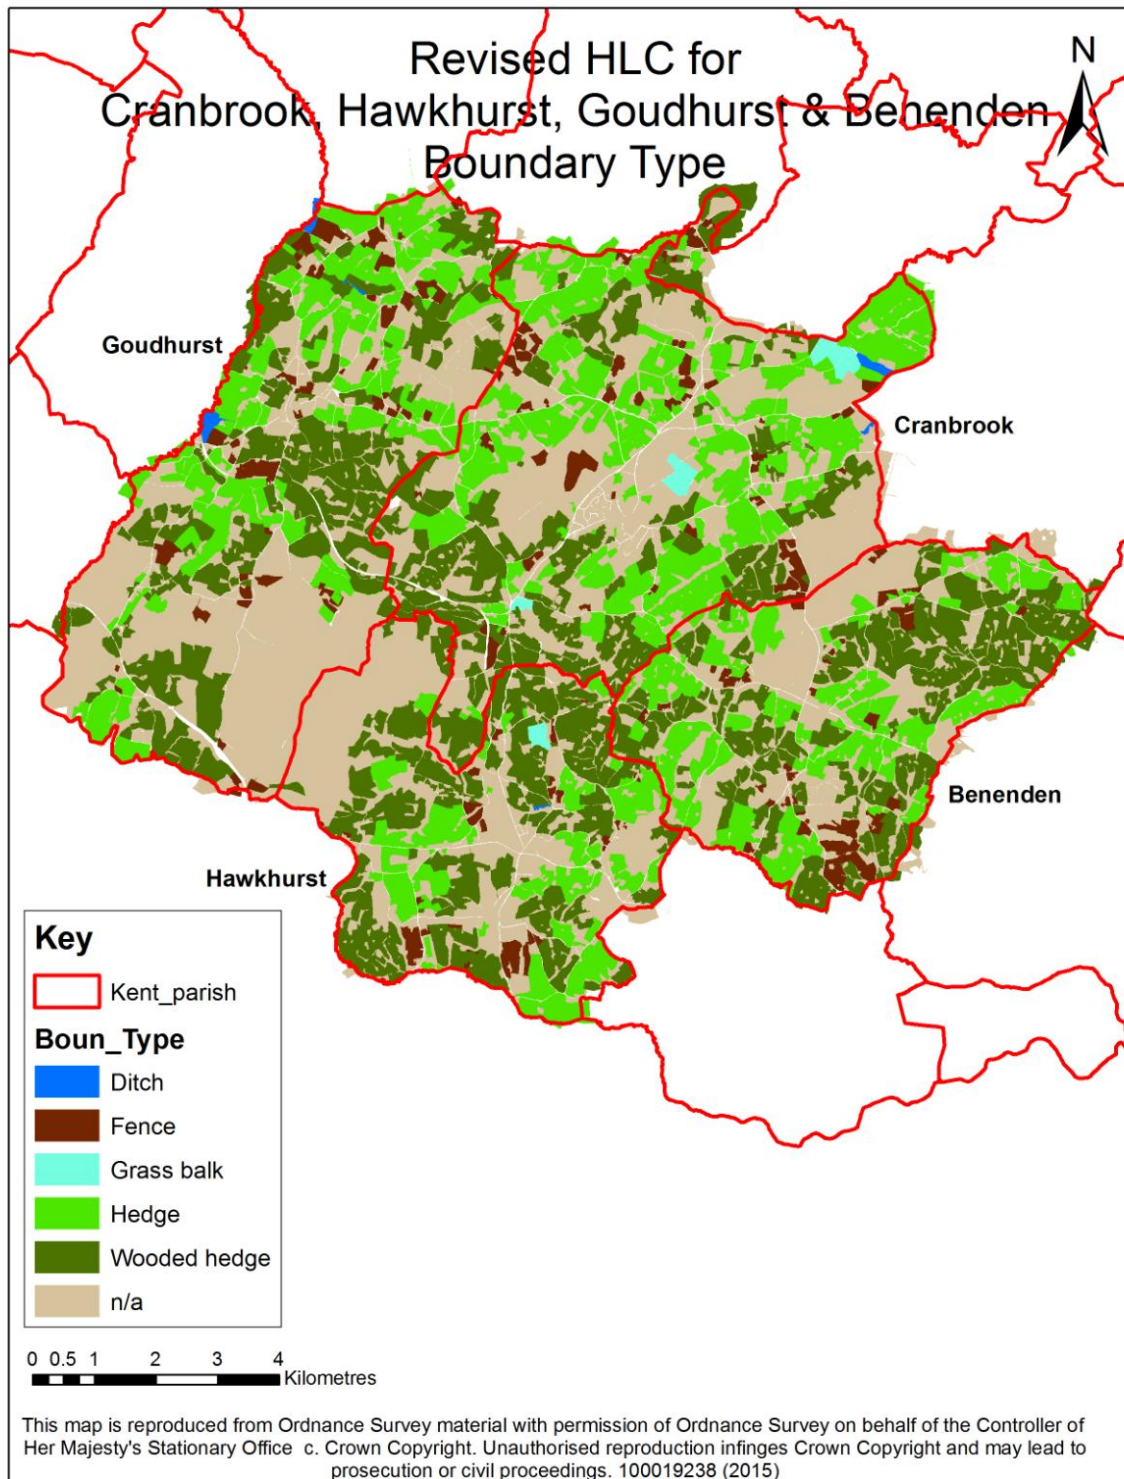 Revised HLC for
Cranbrook, Hawkhurst, Goudhurst & Benenden
Boundary Type
N
Goudhurst
Cranbrook
Benenden
Hawkhurst
Key
Kent_parish
Boun_Type
Ditch
Fence
Grass balk
Hedge
Wooded hedge
n/a
0 0.5 1 2 3 4
Kilometres
This map is reproduced from Ordnance Survey material with permission of Ordnance Survey on behalf of the Controller of
Her Majesty's Stationary Office c. Crown Copyright. Unauthorised reproduction infinges Crown Copyright and may lead to
prosecution or civil proceedings. 100019238 (2015)